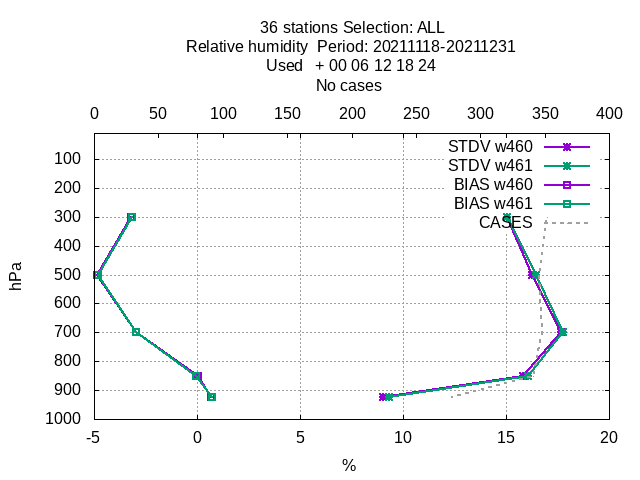 36 stations Selection: ALL
Relative humidity  Period: 20211118-20211231
Used   + 00 06 12 18 24
No cases
0 50 100 150 200 250 300 350 400
STDV w460
STDV w461
BIAS w460
BIAS w461
CASES
100
200
300
400
500
600
700
800
900
1000
hPa
-5 0 5 10 15 20
%